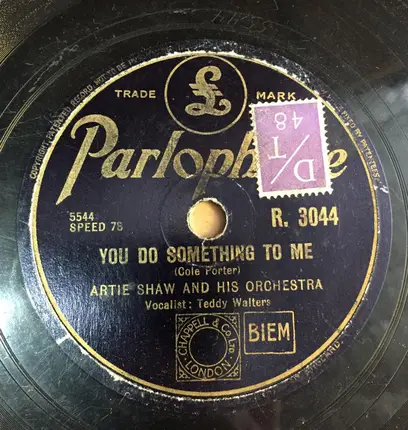 TRADE MARK
£
Parlophone
D/T
48
5544
SPEED 78
R. 3044
YOU DO SOMETHING TO ME
(Cole Porter)
ARTIE SHAW AND HIS ORCHESTRA
Vocalist: Teddy Walters
CHAPPELL & Co Ltd
LONDON
BIEM